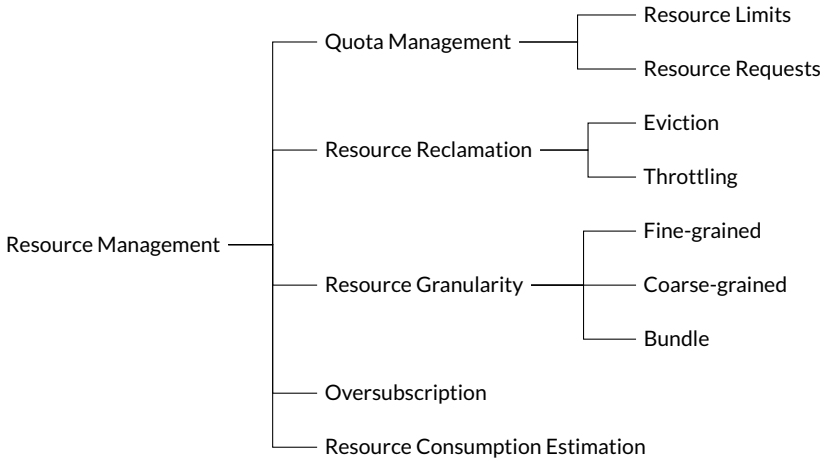 Resource Management
Quota Management
Resource Limits
Resource Requests
Resource Reclamation
Eviction
Throttling
Resource Granularity
Fine-grained
Coarse-grained
Bundle
Oversubscription
Resource Consumption Estimation